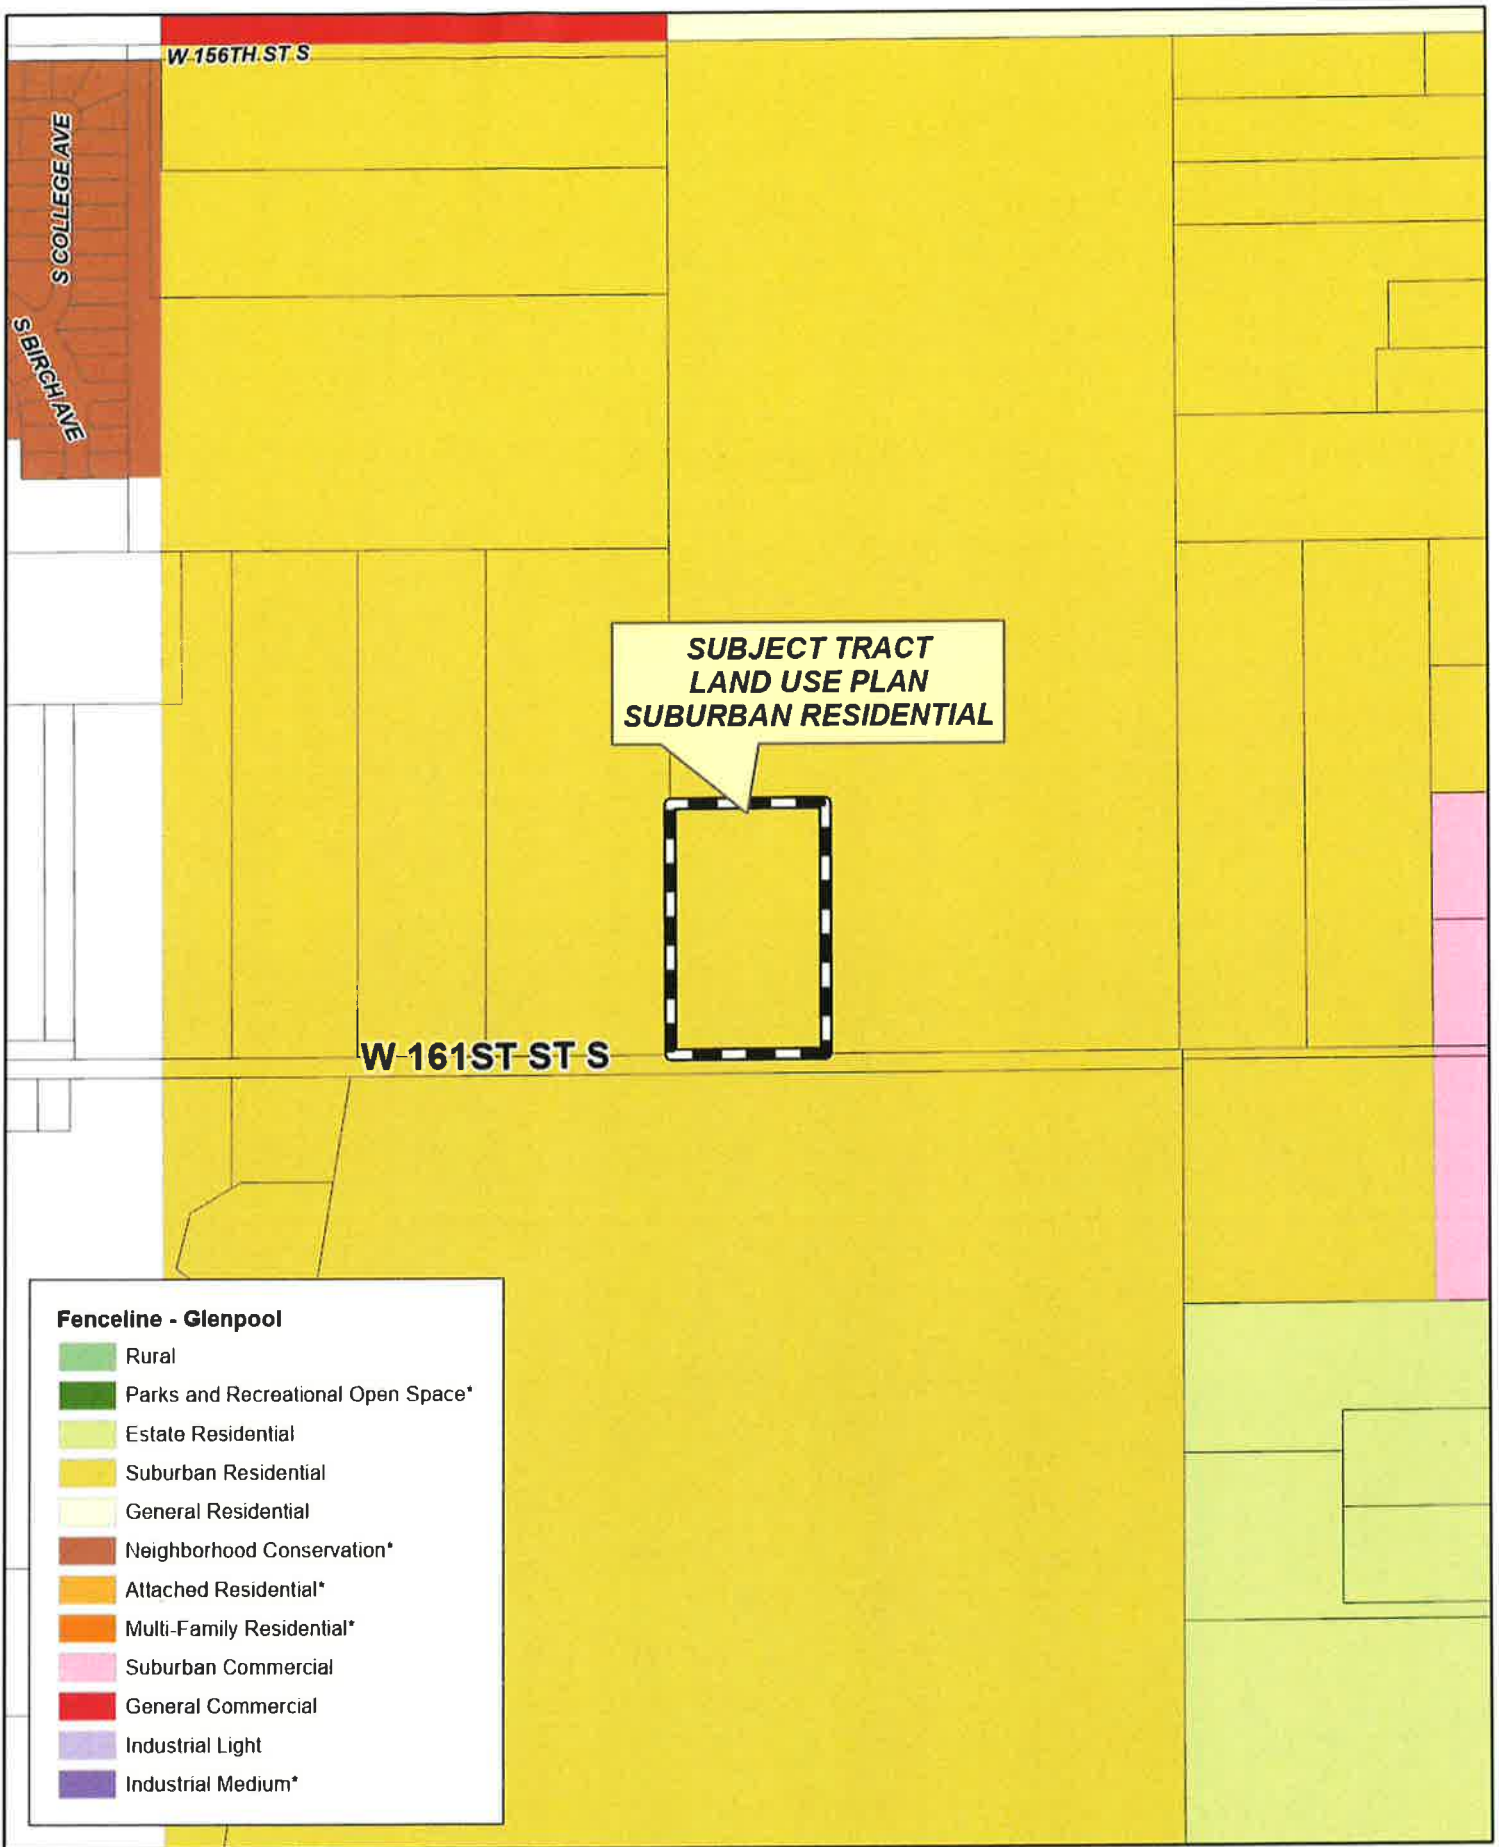 W 156TH ST S
S COLLEGE AVE
S BIRCH AVE
SUBJECT TRACT
LAND USE PLAN
SUBURBAN RESIDENTIAL
W 161ST ST S
Fenceline - Glenpool
Rural
Parks and Recreational Open Space*
Estate Residential
Suburban Residential
General Residential
Neighborhood Conservation*
Attached Residential*
Multi-Family Residential*
Suburban Commercial
General Commercial
Industrial Light
Industrial Medium*